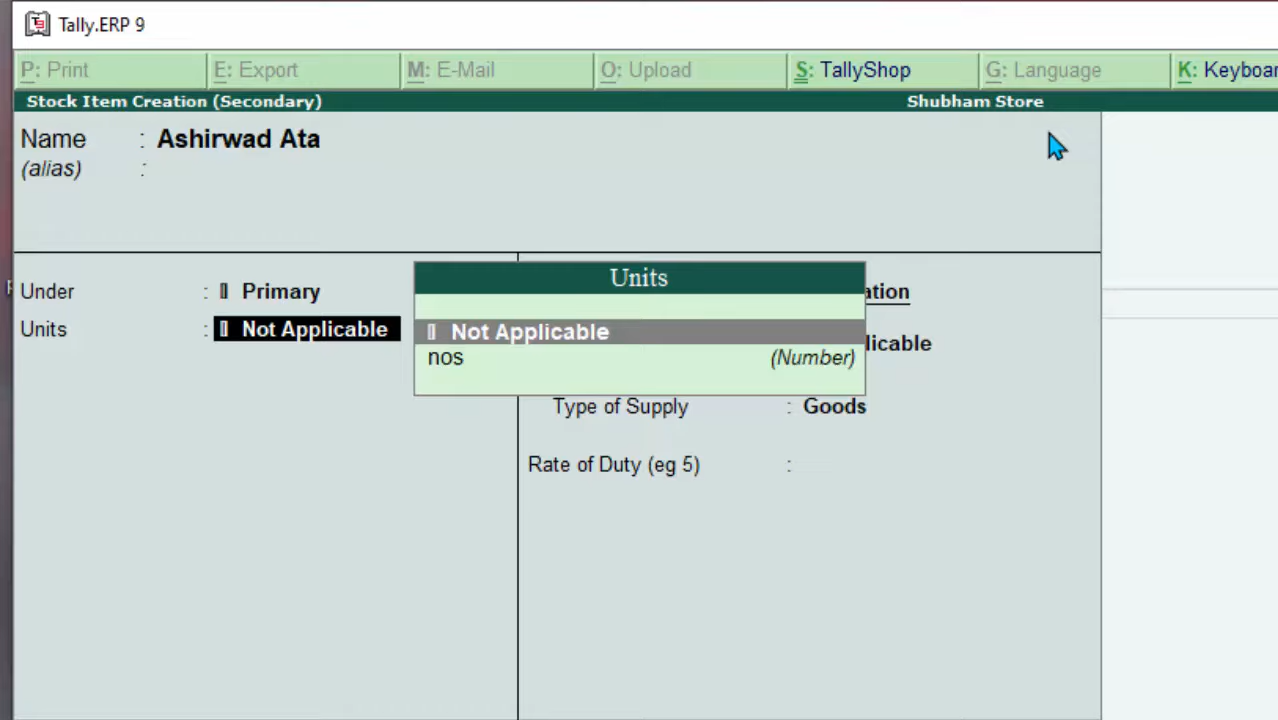 Tally.ERP 9
P: Print E: Export M: E-Mail O: Upload S: TallyShop G: Language K: Keyboar
Stock Item Creation (Secondary) Shubham Store
Name : Ashirwad Ata
(alias) :
Under : Primary
Units : Not Applicable
Units
Not Applicable
nos (Number)
ation
licable
Type of Supply : Goods
Rate of Duty (eg 5) :